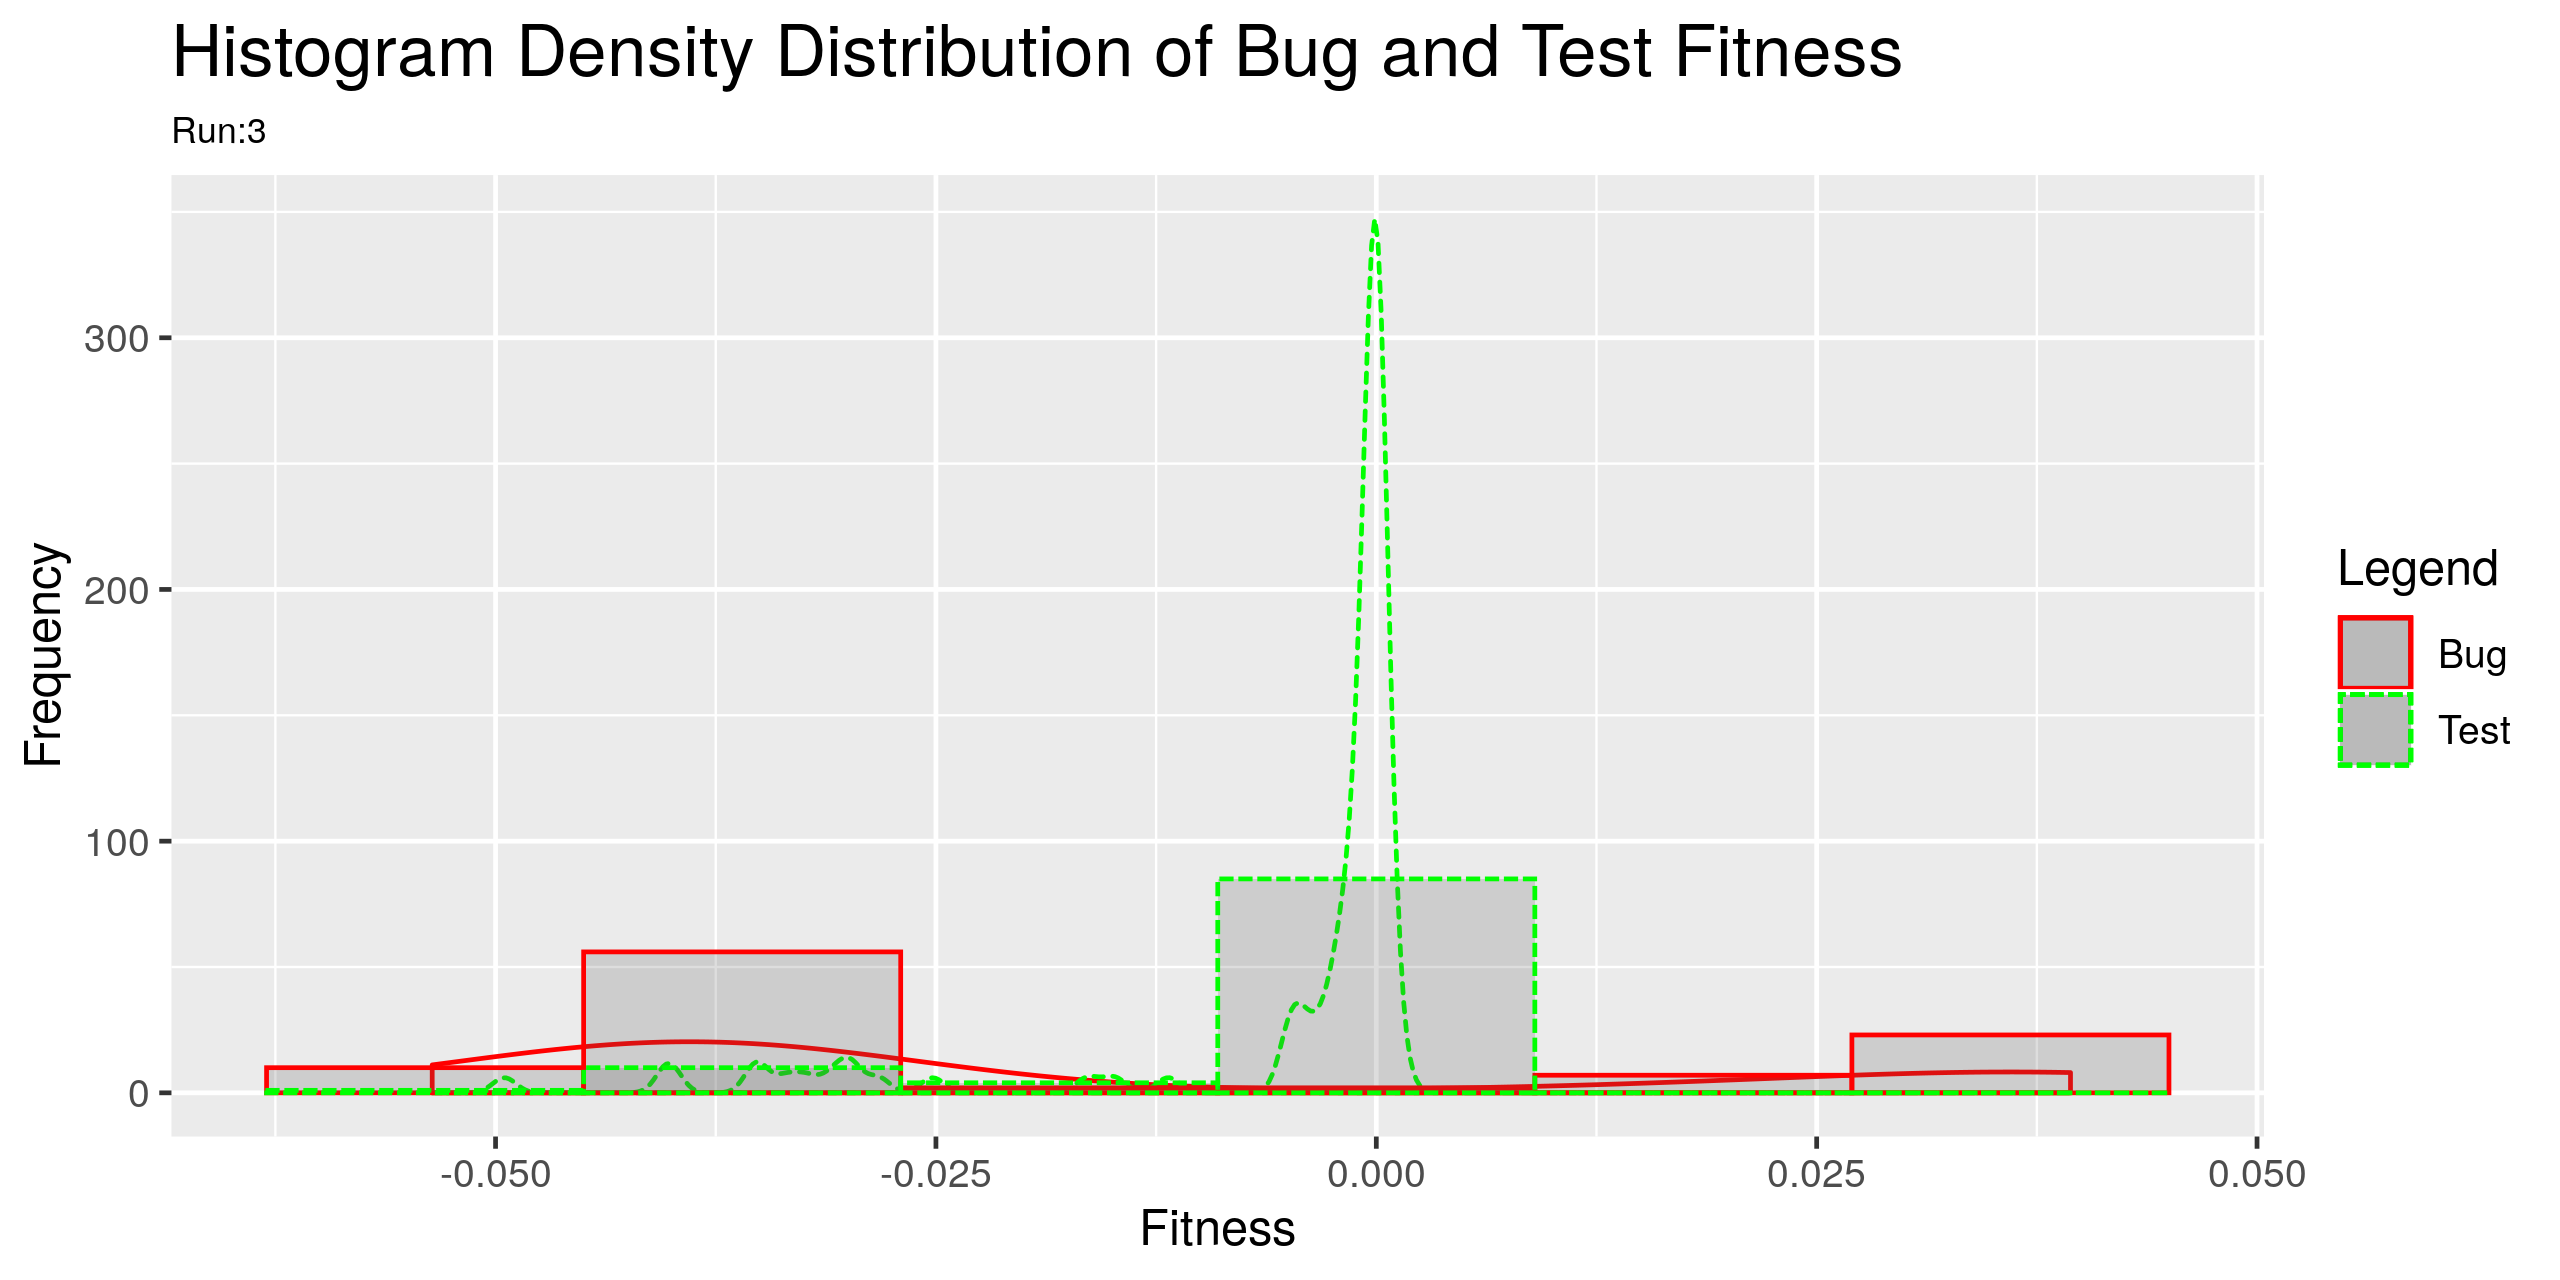 Histogram Density Distribution of Bug and Test Fitness
Run:3
Frequency
300
200
100
0
-0.050 -0.025 0.000 0.025 0.050
Fitness
Legend
Bug
Test